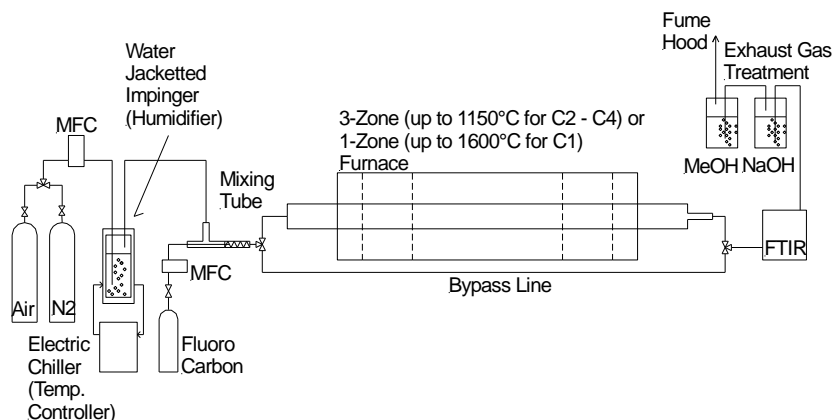 Water
Jacketted
Impinger
(Humidifier)
MFC
Air
N2
Electric
Chiller
(Temp.
Controller)
Mixing
Tube
MFC
Fluoro
Carbon
3-Zone (up to 1150°C for C2 - C4) or
1-Zone (up to 1600°C for C1)
Furnace
Bypass Line
Fume
Hood
Exhaust Gas
Treatment
MeOH
NaOH
FTIR